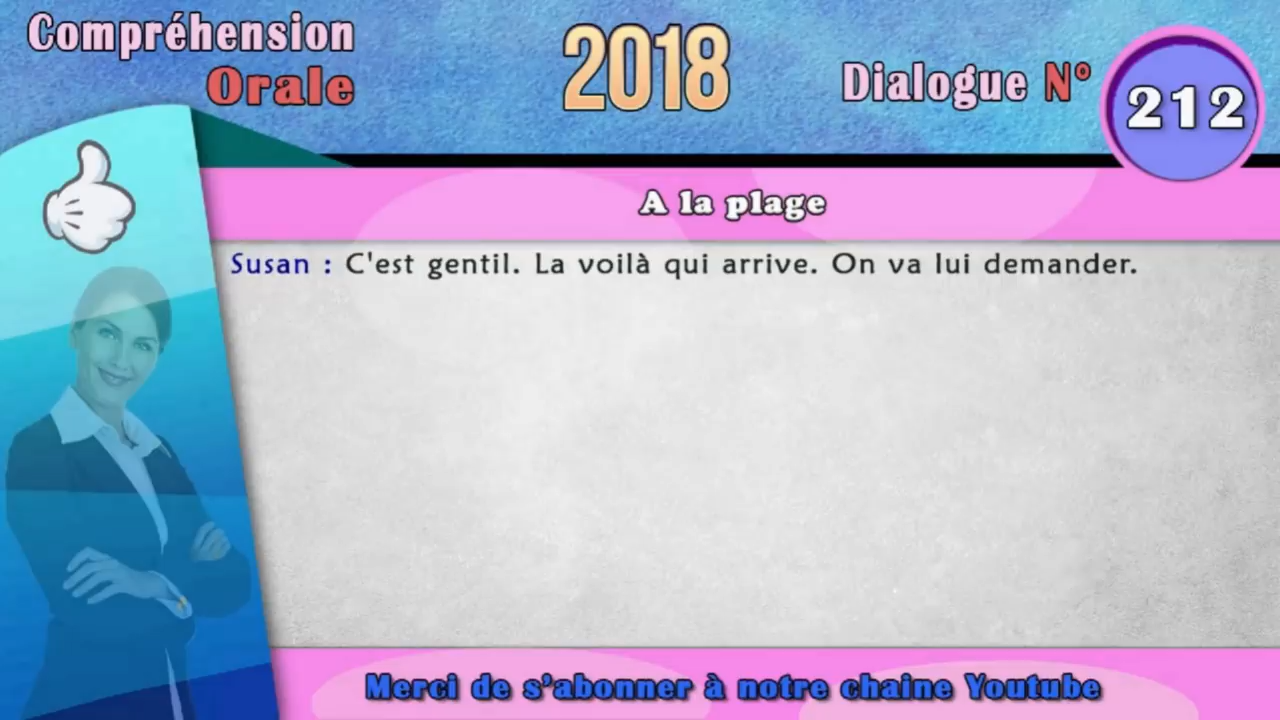 Compréhension
Orale
2018
Dialogue N°
212
A la plage
Susan : C'est gentil. La voilà qui arrive. On va lui demander.
Merci de s'abonner à notre chaine Youtube